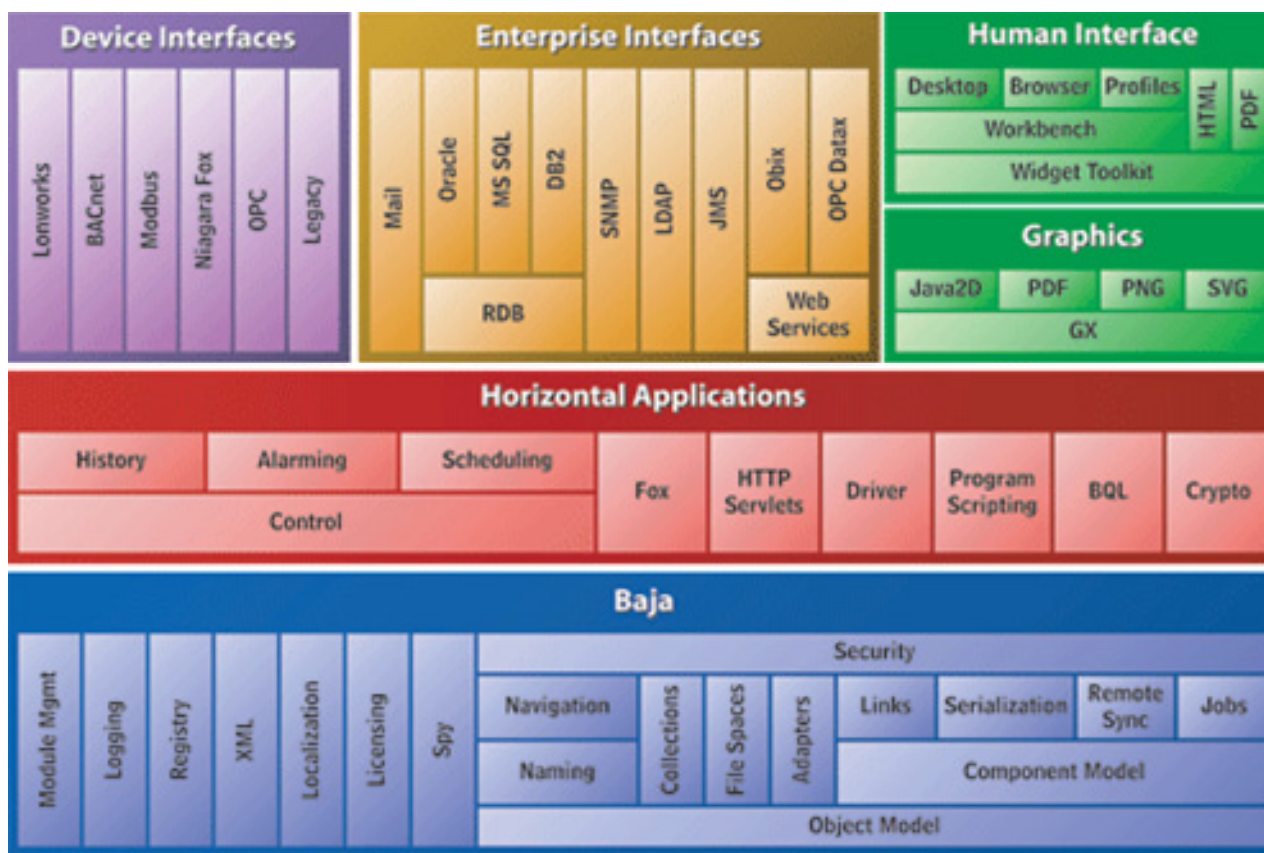 Device Interfaces
Lonworks
BACnet
Modbus
Niagara Fox
OPC
Legacy
Enterprise Interfaces
Mail
Oracle
MS SQL
DB2
RDB
SNMP
LDAP
JMS
Obix
OPC Datax
Web
Services
Human Interface
Desktop
Browser
Profiles
HTML
PDF
Workbench
Widget Toolkit
Graphics
Java2D
PDF
PNG
SVG
GX
Horizontal Applications
History
Alarming
Scheduling
Control
Fox
HTTP
Servlets
Driver
Program
Scripting
BQL
Crypto
Baja
Module Mgmt
Logging
Registry
XML
Localization
Licensing
Spy
Security
Navigation
Naming
Collections
File Spaces
Adapters
Links
Serialization
Remote
Sync
Jobs
Component Model
Object Model